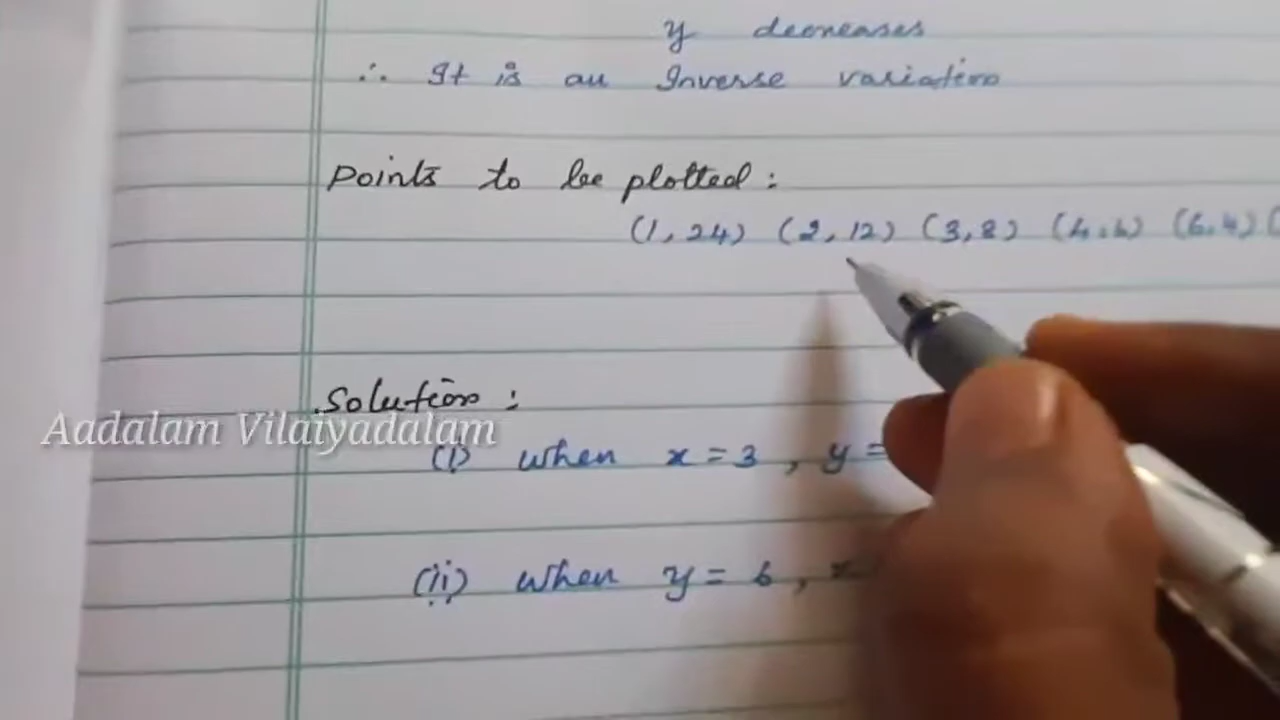 y decreases
∴ It is an Inverse variation
Points to be plotted :
(1, 24) (2, 12) (3, 8) (4, 6) (6, 4) (
Solution :
Aadalam Vilaiyadalam
(i) when x = 3 , y =
(ii) when y = 6 , x